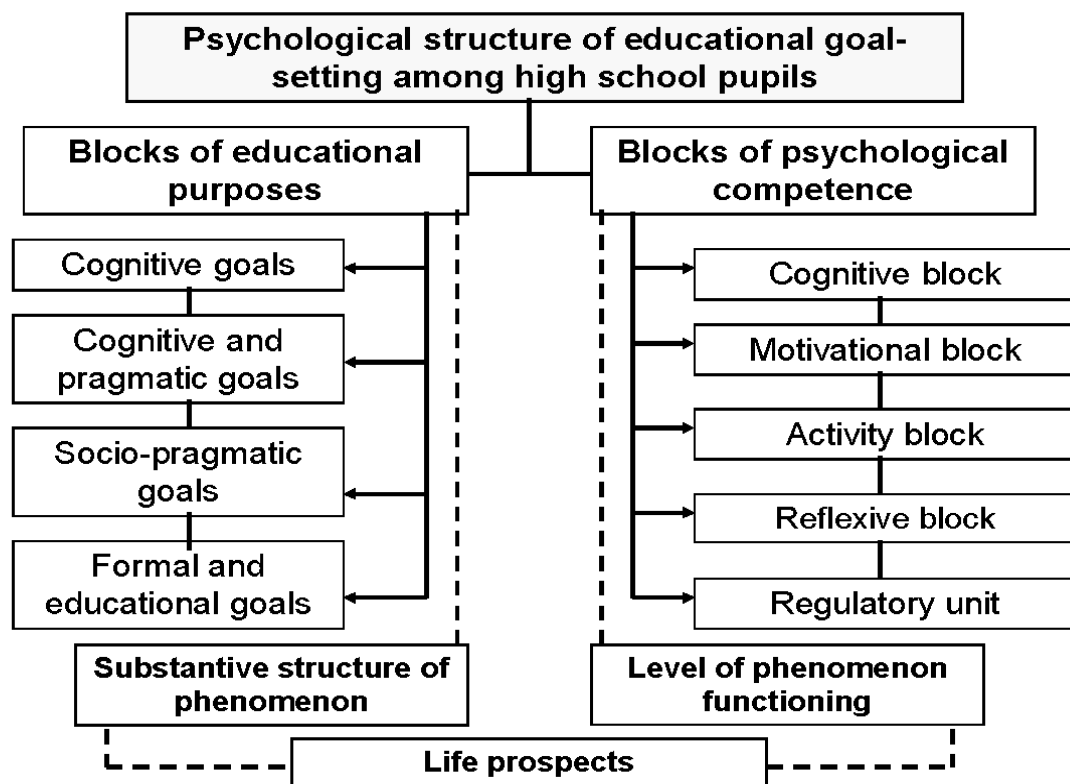 Psychological structure of educational goal-
setting among high school pupils
Blocks of educational
purposes
Blocks of psychological
competence
Cognitive goals
Cognitive and
pragmatic goals
Socio-pragmatic
goals
Formal and
educational goals
Cognitive block
Motivational block
Activity block
Reflexive block
Regulatory unit
Substantive structure of
phenomenon
Level of phenomenon
functioning
Life prospects